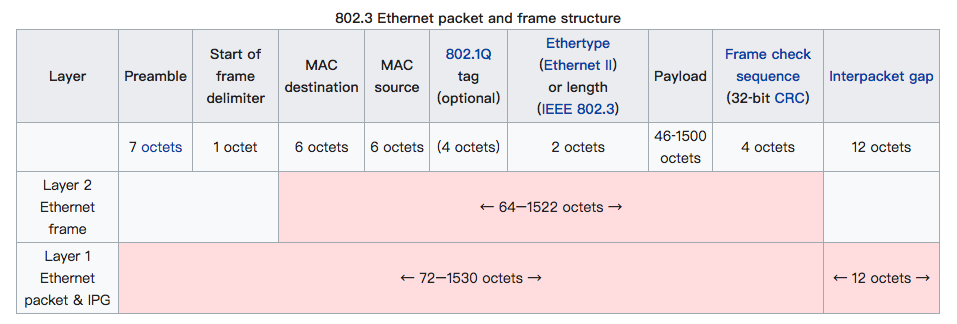 802.3 Ethernet packet and frame structure
Layer
Preamble
Start of
frame
delimiter
MAC
destination
MAC
source
802.1Q
tag
(optional)
Ethertype
(Ethernet II)
or length
(IEEE 802.3)
Payload
Frame check
sequence
(32-bit CRC)
Interpacket gap
7 octets
1 octet
6 octets
6 octets
(4 octets)
2 octets
46-1500
octets
4 octets
12 octets
Layer 2
Ethernet
frame
← 64–1522 octets →
Layer 1
Ethernet
packet & IPG
← 72–1530 octets →
← 12 octets →